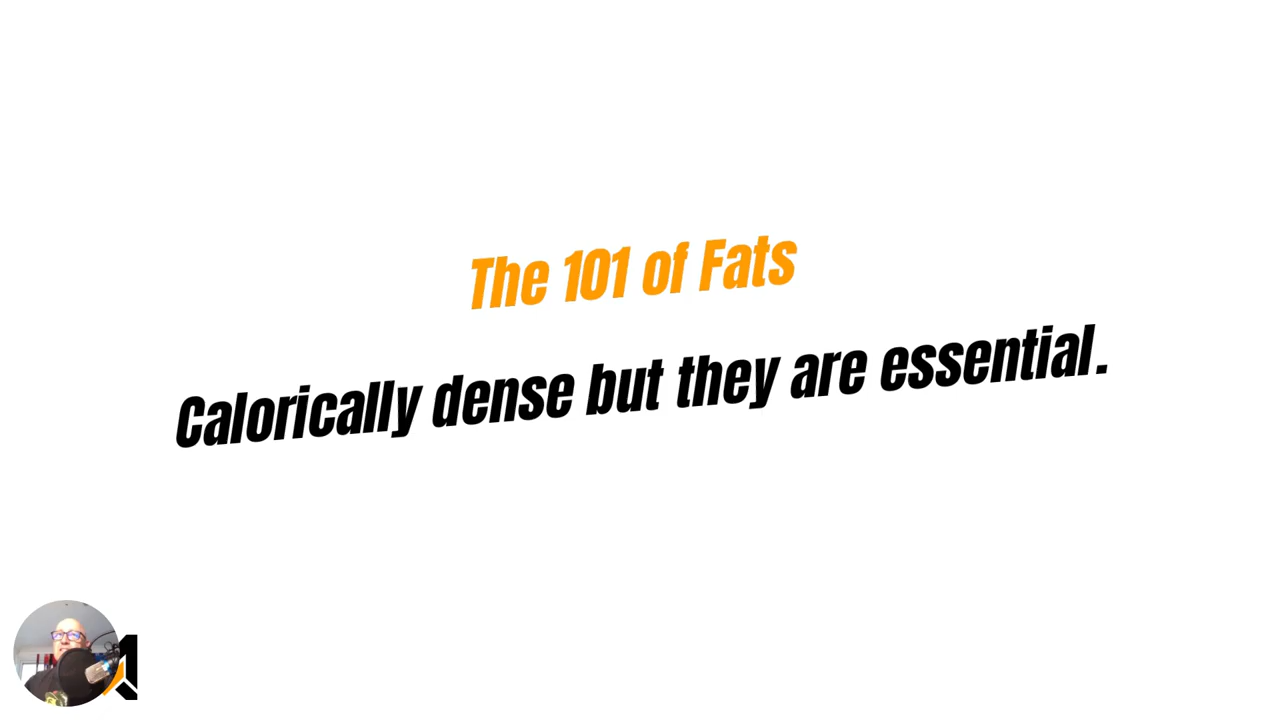 The 101 of Fats
Calorically dense but they are essential.